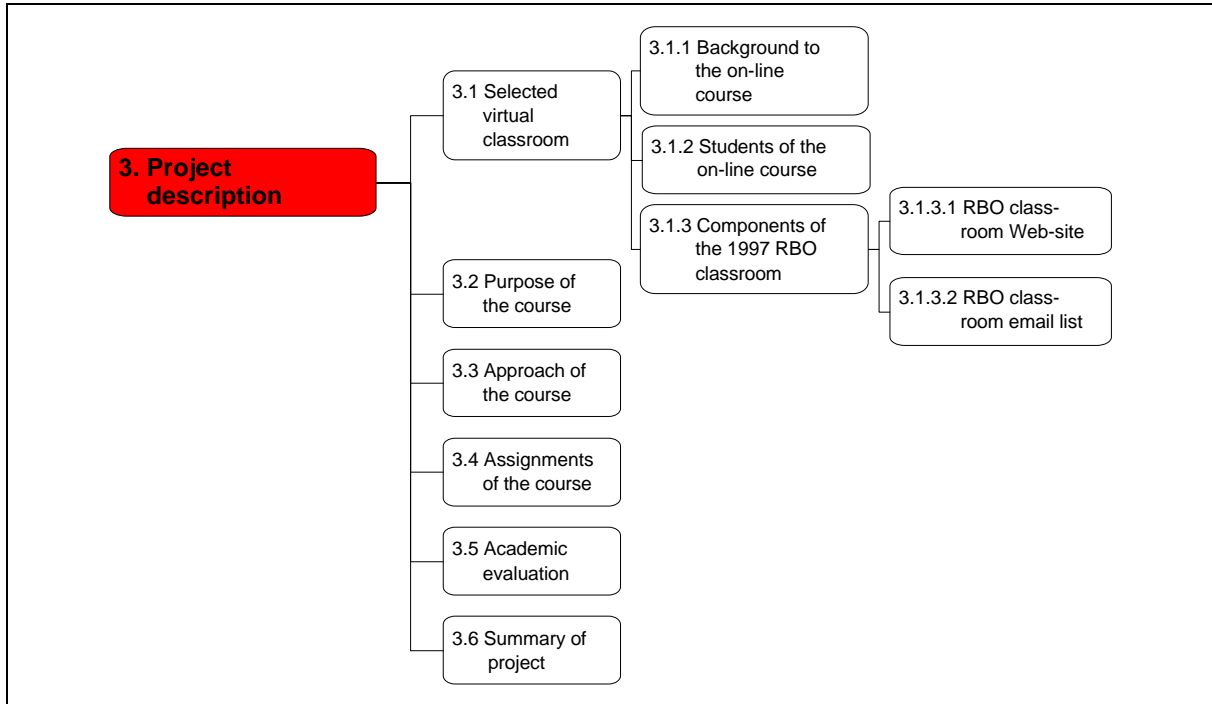 3. Project
description
3.1 Selected
virtual
classroom
3.1.1 Background to
the on-line
course
3.1.2 Students of the
on-line course
3.1.3 Components of
the 1997 RBO
classroom
3.1.3.1 RBO class-
room Web-site
3.1.3.2 RBO class-
room email list
3.2 Purpose of
the course
3.3 Approach of
the course
3.4 Assignments
of the course
3.5 Academic
evaluation
3.6 Summary of
project